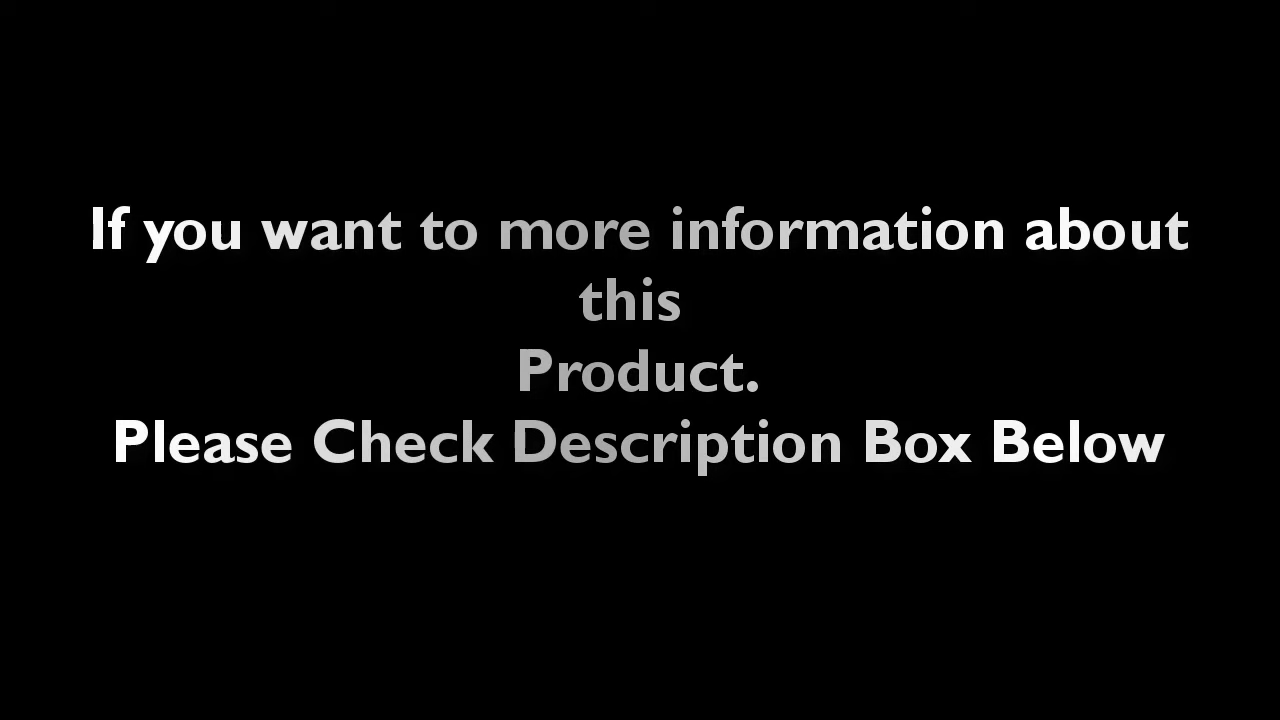 If you want to more information about
this
Product.
Please Check Description Box Below